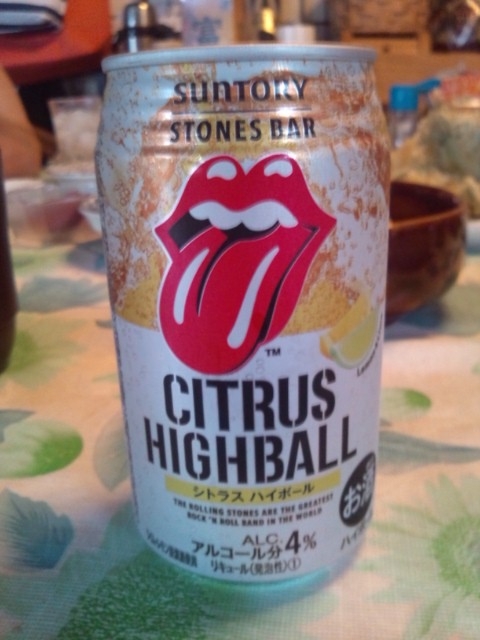 SUNTORY
STONES BAR
TM
CITRUS
HIGHBALL
シトラス ハイボール
THE ROLLING STONES ARE THE GREATEST
ROCK 'N ROLL BAND IN THE WORLD
お酒
ALC.
アルコール分4%
リキュール(発泡性)①